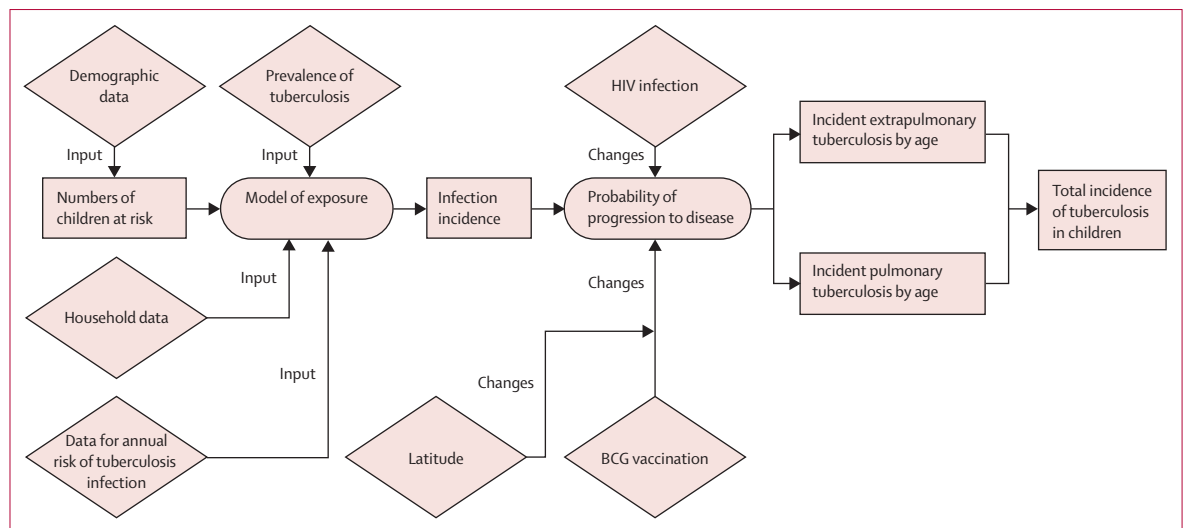 Demographic
data
Prevalence of
tuberculosis
HIV infection
Input
Input
Changes
Numbers of
children at risk
Model of exposure
Infection
incidence
Probability of
progression to disease
Incident extrapulmonary
tuberculosis by age
Incident pulmonary
tuberculosis by age
Total incidence
of tuberculosis
in children
Household data
Input
Changes
Data for annual
risk of tuberculosis
infection
Input
Latitude
Changes
BCG vaccination